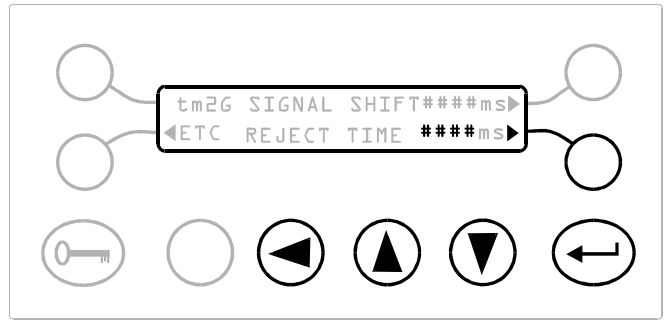 tm2G SIGNAL SHIFT####ms▶
◀ETC REJECT TIME ####ms▶